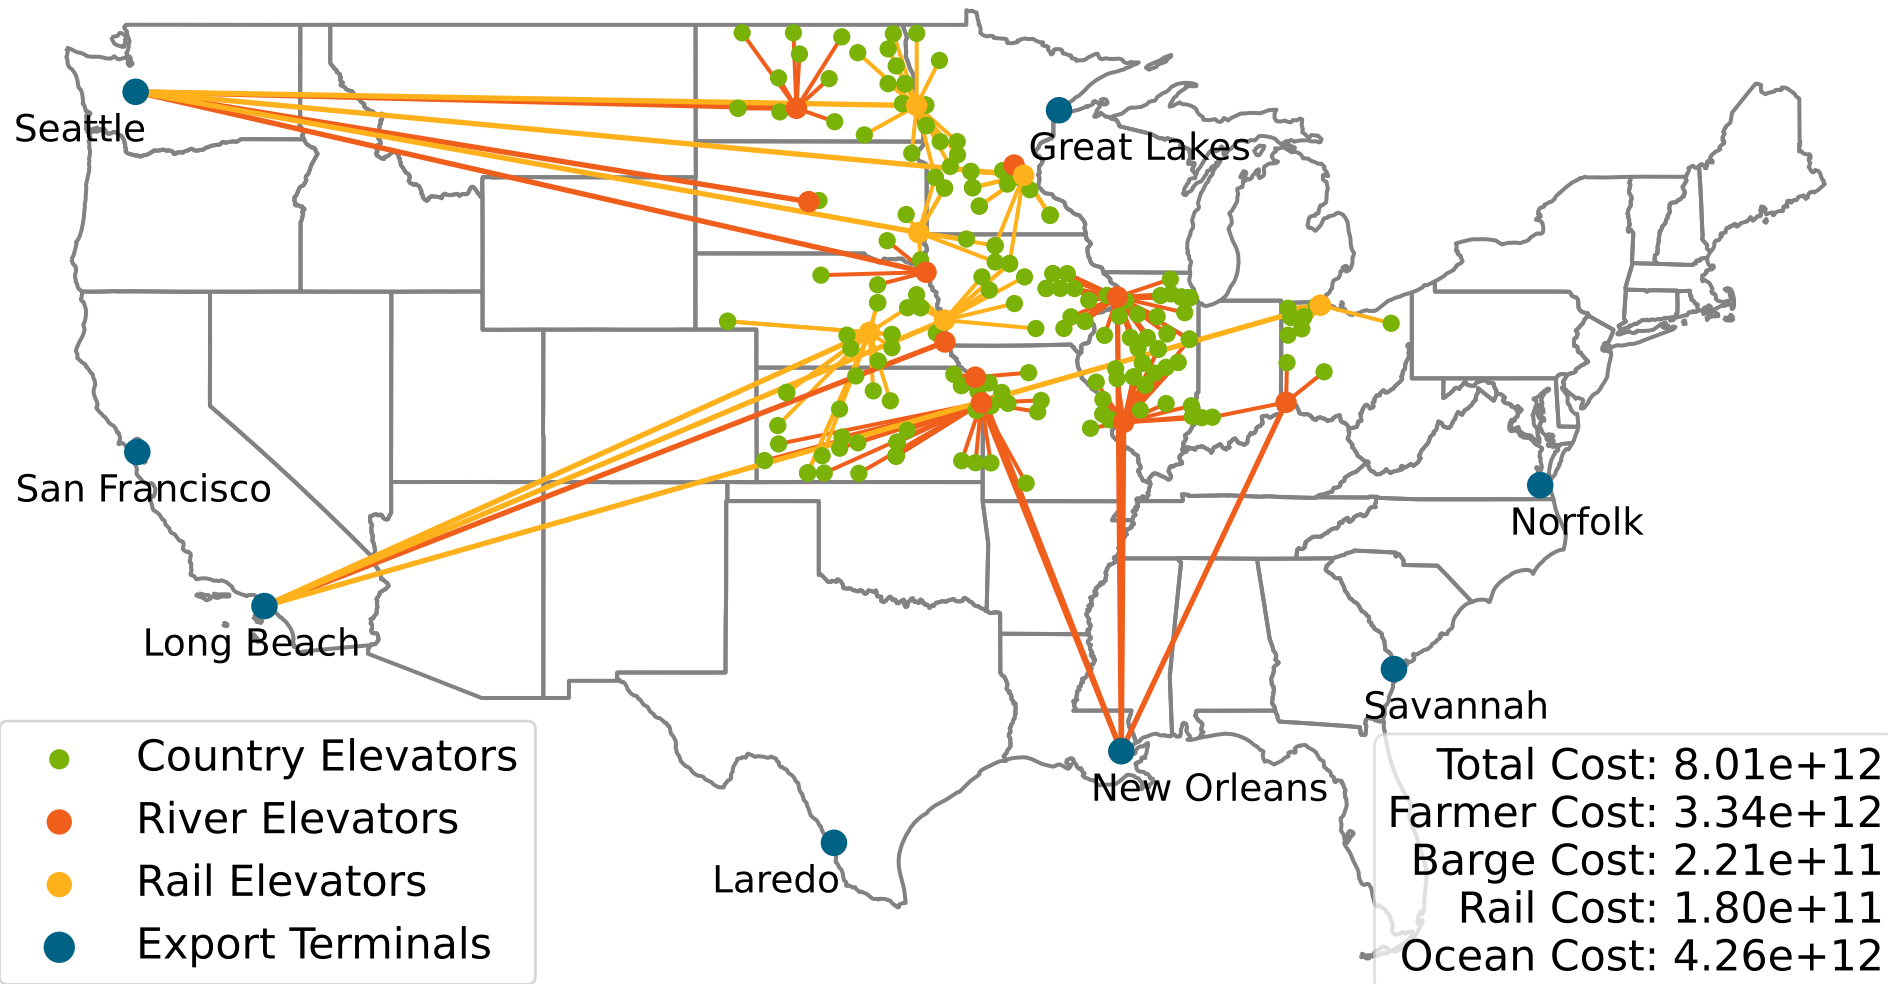 Seattle
Great Lakes
San Francisco
Norfolk
Long Beach
Savannah
New Orleans
Laredo
Country Elevators
River Elevators
Rail Elevators
Export Terminals
Total Cost: 8.01e+12
Farmer Cost: 3.34e+12
Barge Cost: 2.21e+11
Rail Cost: 1.80e+11
Ocean Cost: 4.26e+12